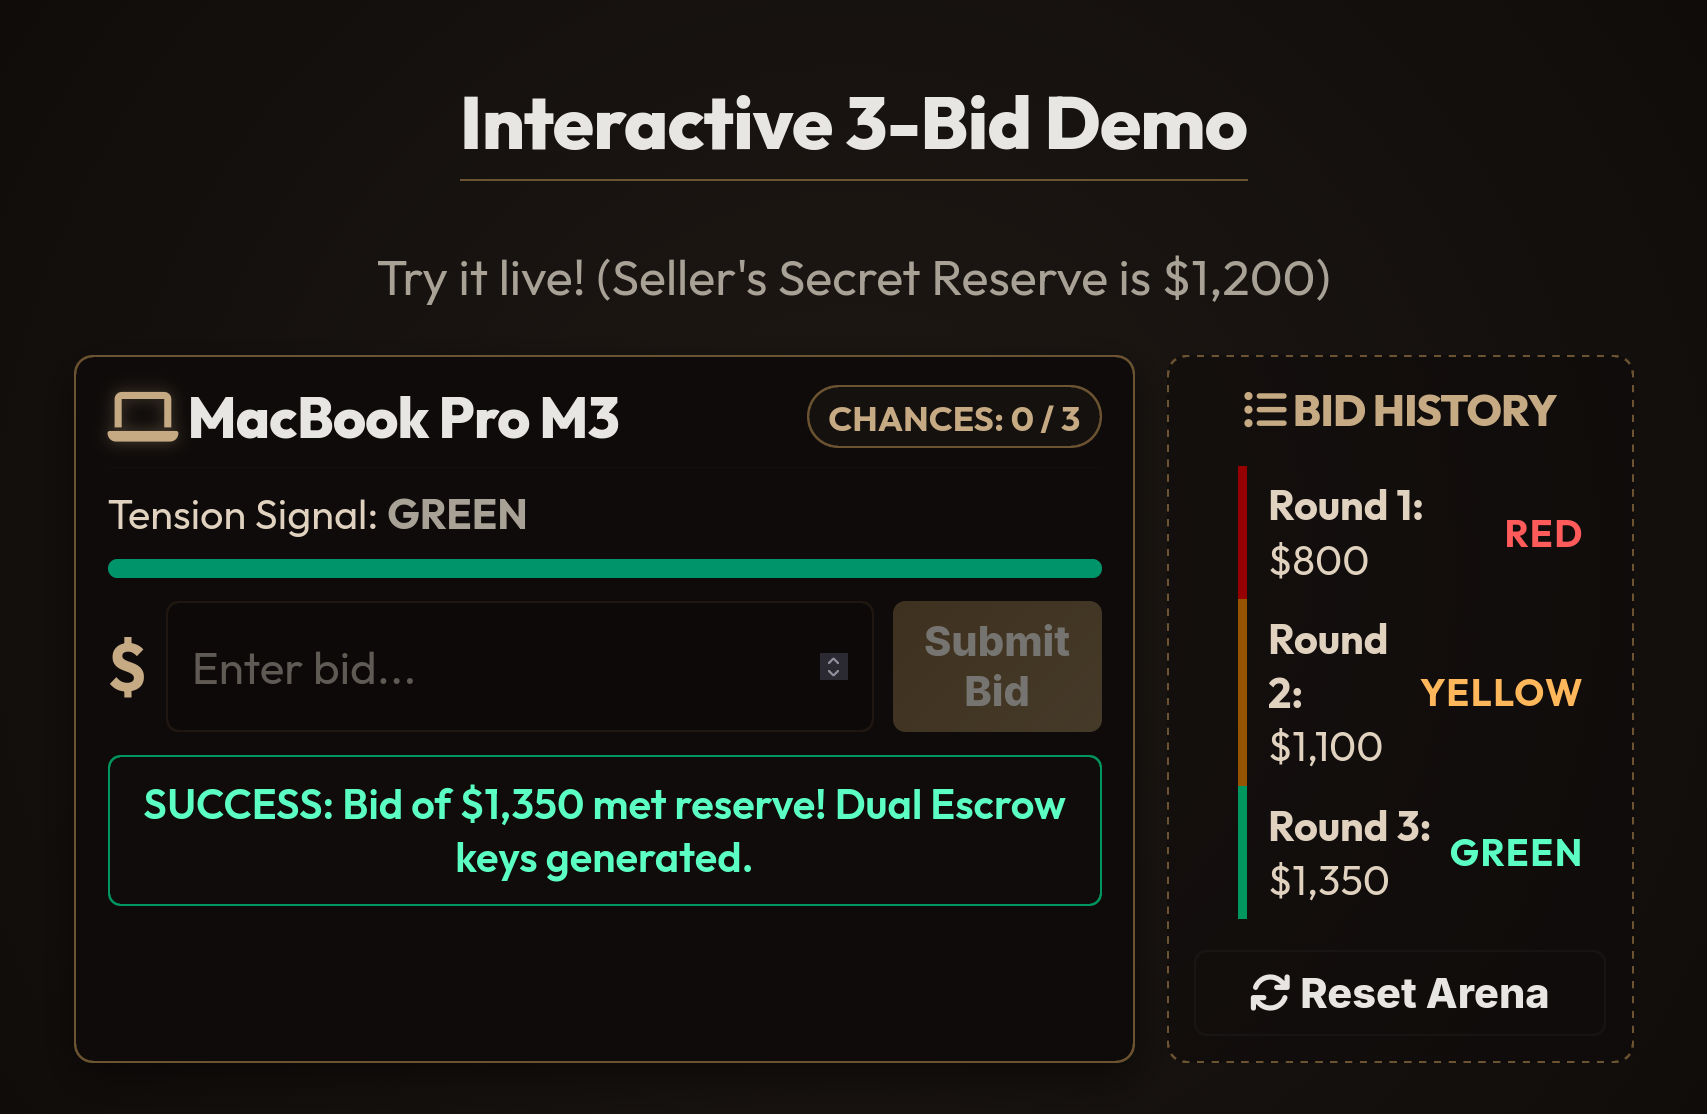 Interactive 3-Bid Demo
Try it live! (Seller's Secret Reserve is $1,200)
MacBook Pro M3
CHANCES: 0 / 3
Tension Signal: GREEN
$
Enter bid...
Submit
Bid
SUCCESS: Bid of $1,350 met reserve! Dual Escrow
keys generated.
BID HISTORY
Round 1:
$800
RED
Round
2:
$1,100
YELLOW
Round 3:
$1,350
GREEN
Reset Arena